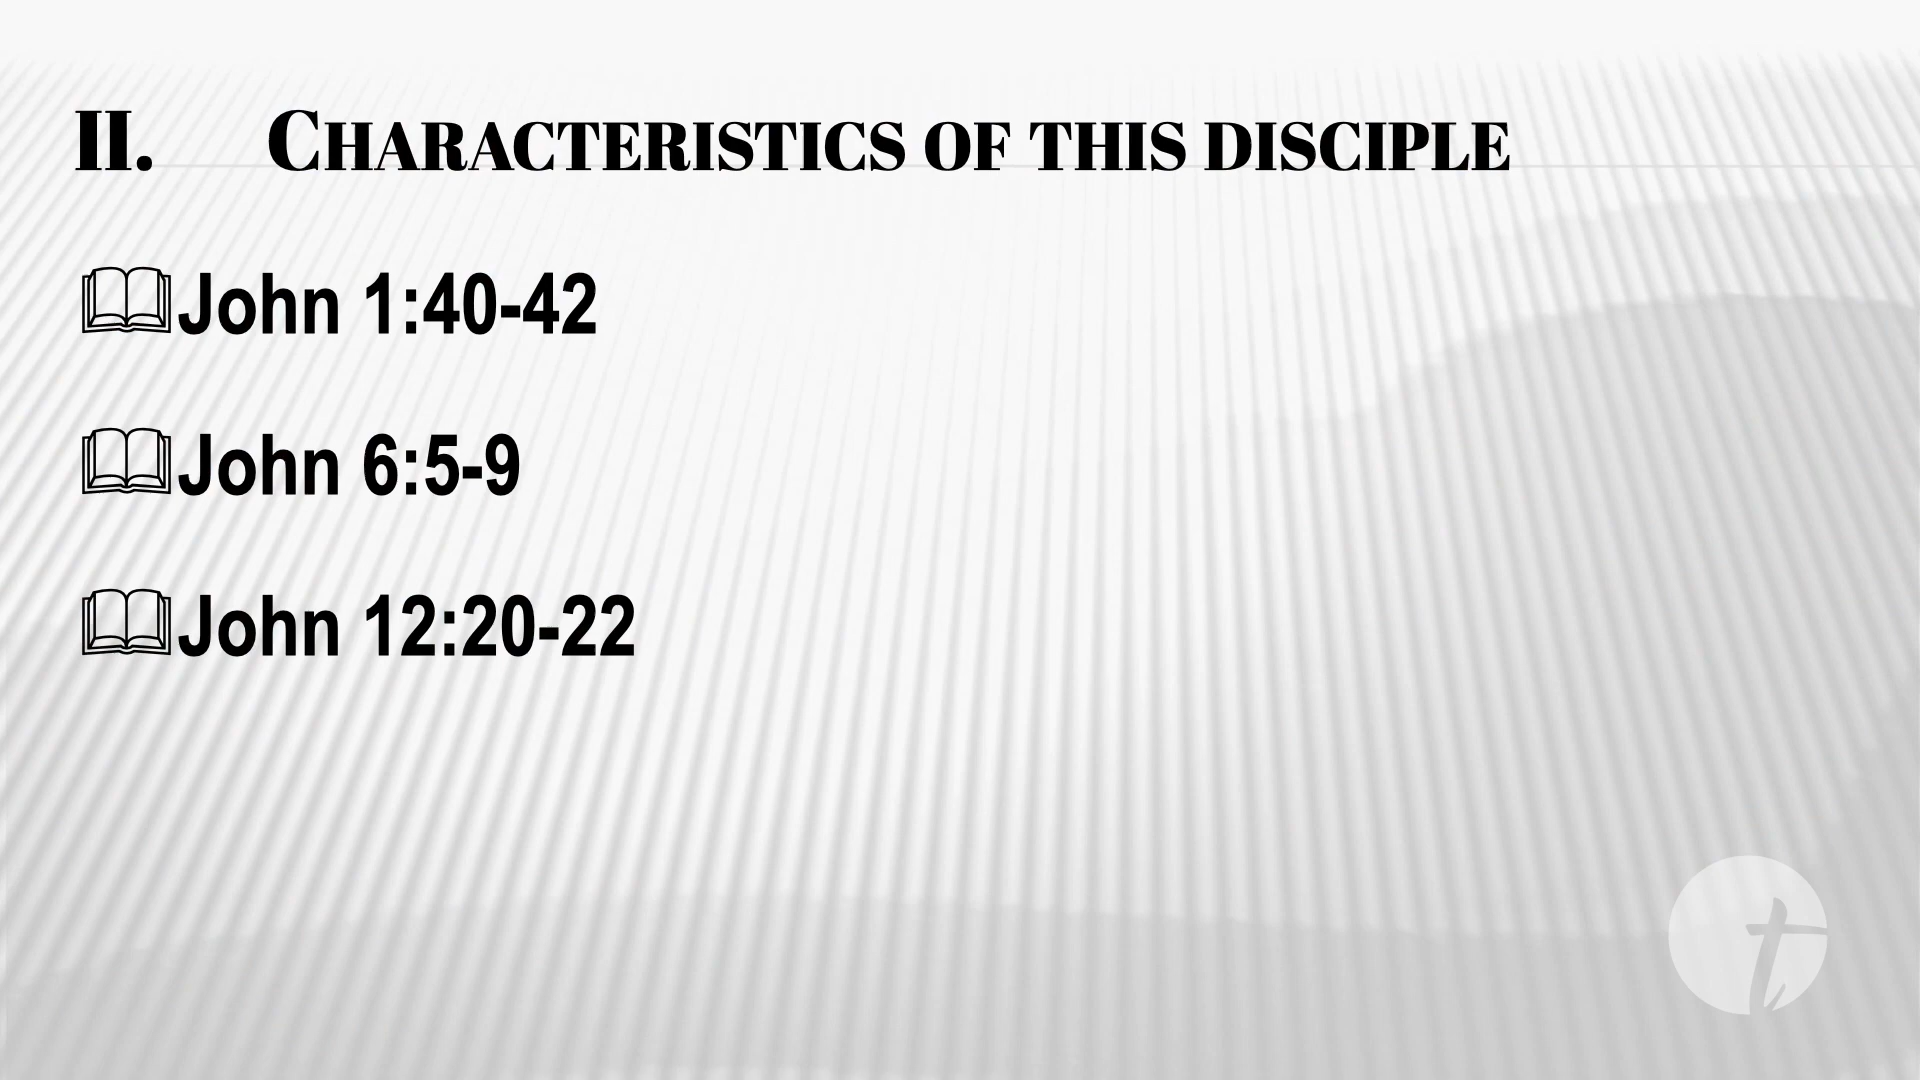 II. Characteristics of this disciple
John 1:40-42
John 6:5-9
John 12:20-22